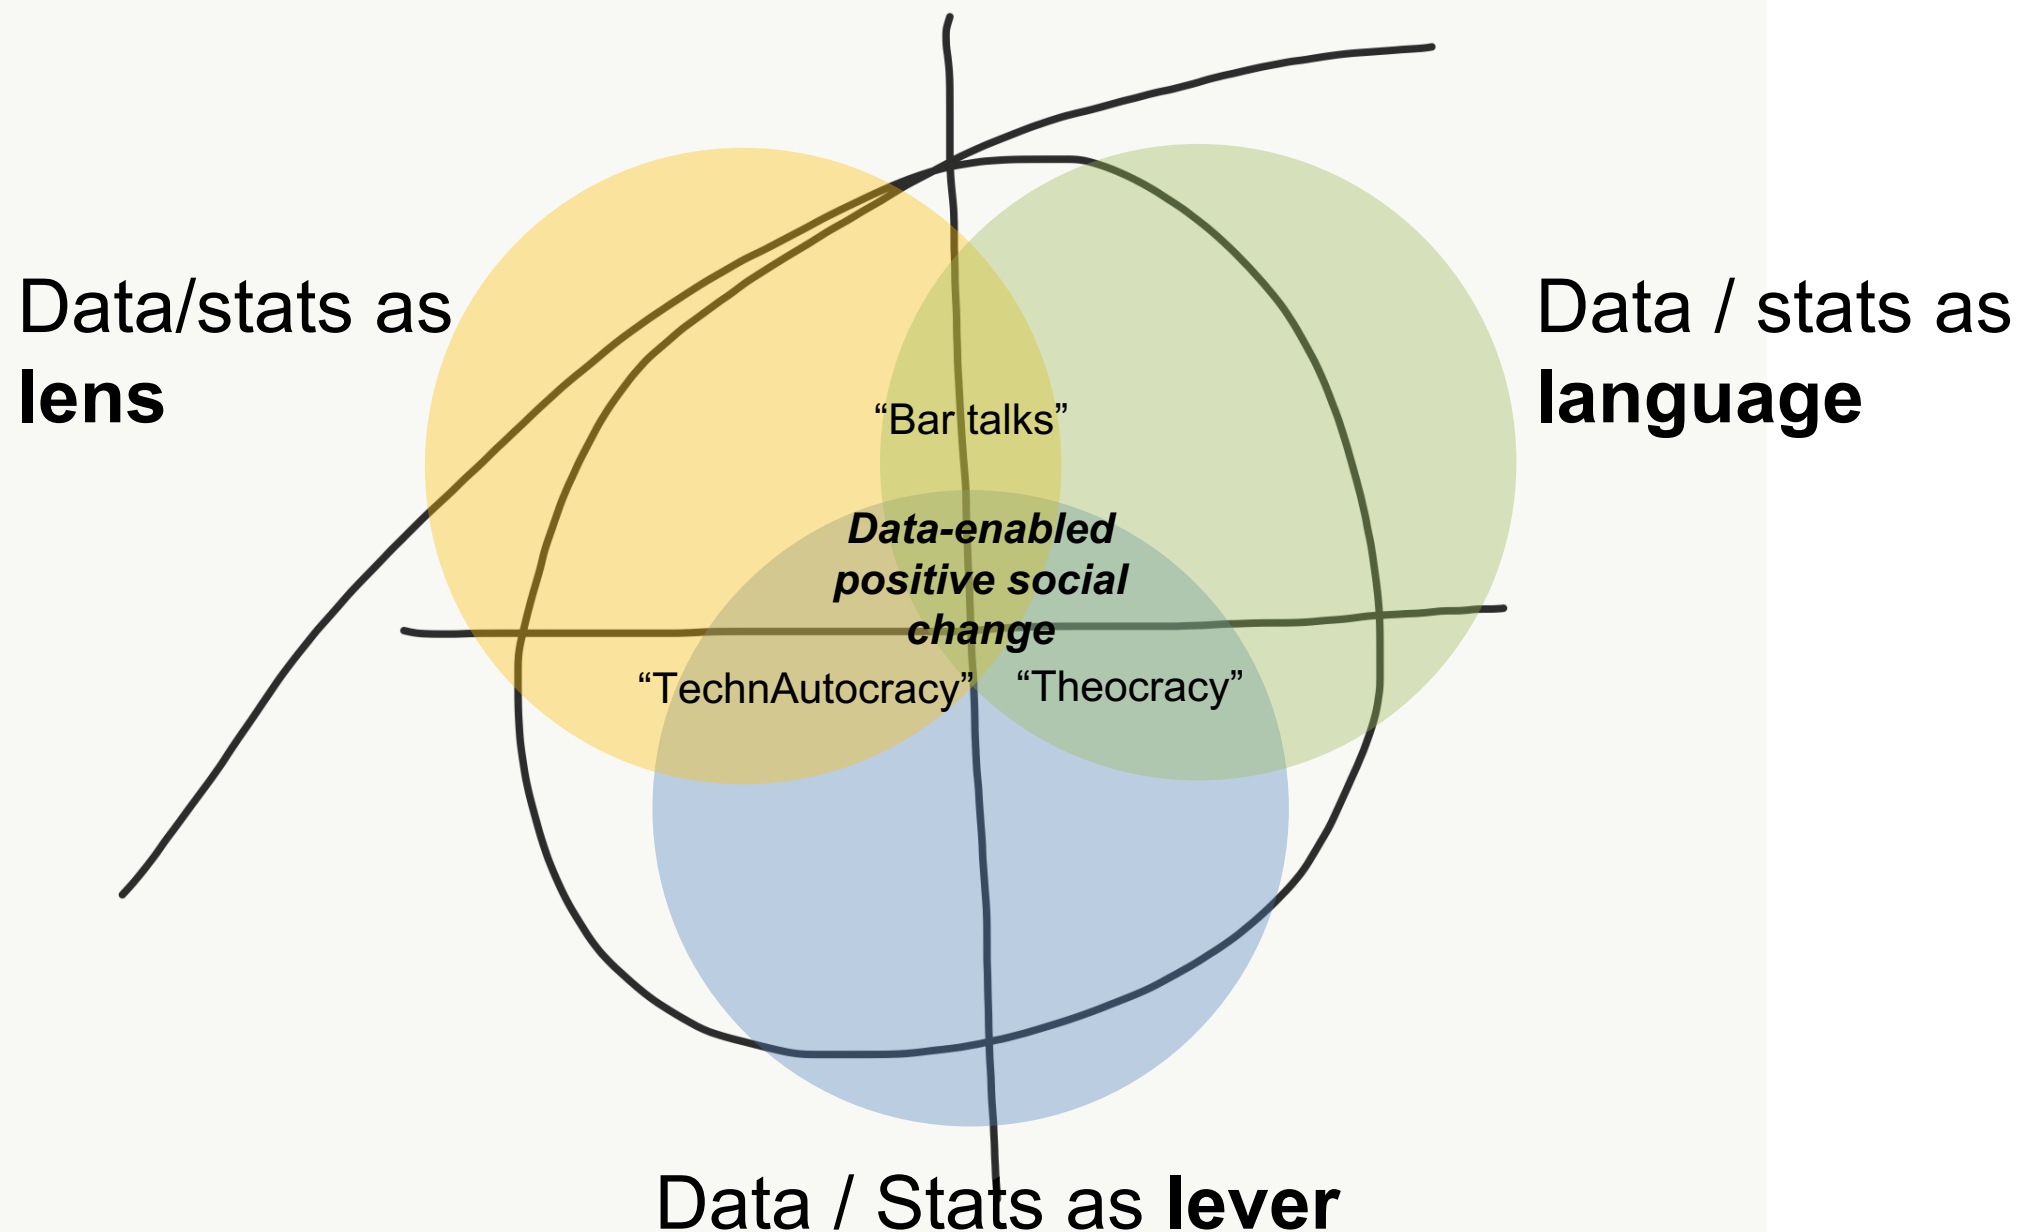 Data/stats as
lens
Data / stats as
language
“Bar talks”
Data-enabled
positive social
change
“TechnAutocracy”
“Theocracy”
Data / Stats as lever